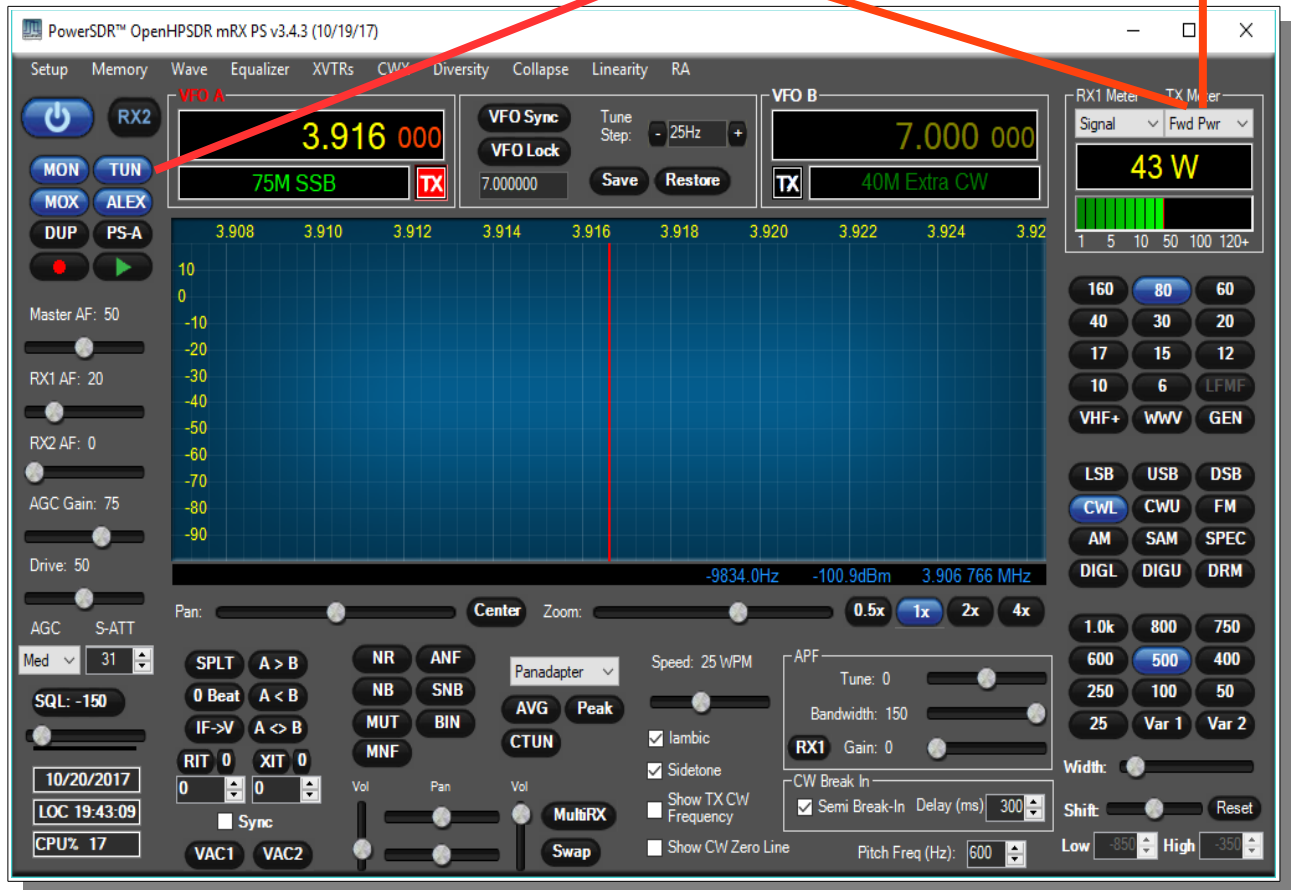 PowerSDR™ OpenHPSDR mRX PS v3.4.3 (10/19/17)
Setup Memory Wave Equalizer XVTRs CWX Diversity Collapse Linearity RA
RX2
MON TUN
MOX ALEX
DUP PS-A
VFO A
3.916 000
75M SSB TX
VFO Sync
VFO Lock
7.000000
Tune
Step: - 25Hz +
Save Restore
VFO B
7.000 000
TX 40M Extra CW
RX1 Meter TX Meter
Signal Fwd Pwr
43 W
1 5 10 50 100 120+
3.908 3.910 3.912 3.914 3.916 3.918 3.920 3.922 3.924 3.92
10
0
-10
-20
-30
-40
-50
-60
-70
-80
-90
-9834.0Hz -100.9dBm 3.906 766 MHz
Master AF: 50
RX1 AF: 20
RX2 AF: 0
AGC Gain: 75
Drive: 50
AGC S-ATT
Med 31
SQL: -150
10/20/2017
LOC 19:43:09
CPU% 17
160 80 60
40 30 20
17 15 12
10 6 LFMF
VHF+ WWV GEN
LSB USB DSB
CWL CWU FM
AM SAM SPEC
DIGL DIGU DRM
Pan: Center Zoom: 0.5x 1x 2x 4x
1.0k 800 750
600 500 400
250 100 50
25 Var 1 Var 2
Width:
Shift: Reset
Low -850 High -350
SPLT A > B
0 Beat A < B
IF->V A <> B
RIT 0 XIT 0
0 0
Sync
VAC1 VAC2
NR ANF
NB SNB
MUT BIN
MNF
Vol Pan Vol
Panadapter
AVG Peak
CTUN
MultiRX
Swap
Speed: 25 WPM
Iambic
Sidetone
Show TX CW
Frequency
Show CW Zero Line
APF
Tune: 0
Bandwidth: 150
RX1 Gain: 0
CW Break In
Semi Break-In Delay (ms) 300
Pitch Freq (Hz): 600